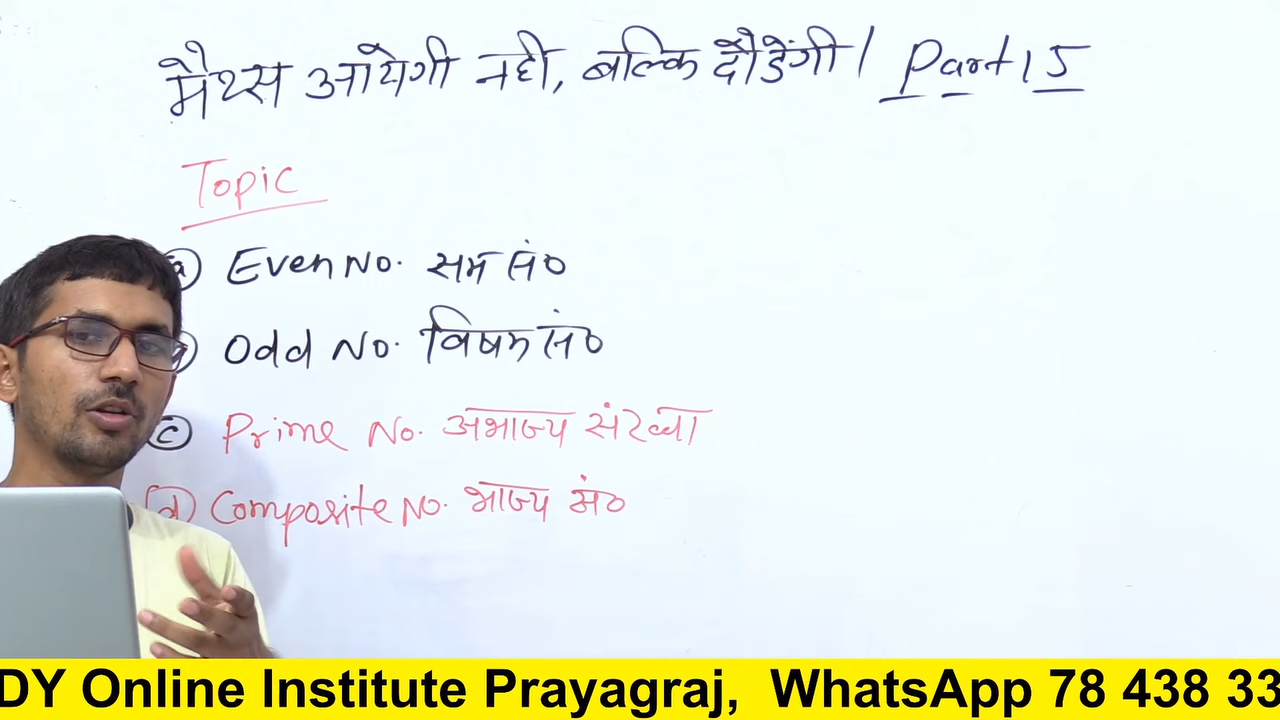 मैथ्स आयेगी नही, बल्कि दौडेंगी। Part 15
Topic
(a) Even No. सम सं०
Odd No. विषम सं०
(c) Prime No. अभाज्य संख्या
(d) Composite No. भाज्य सं०
DY Online Institute Prayagraj, WhatsApp 78 438 33